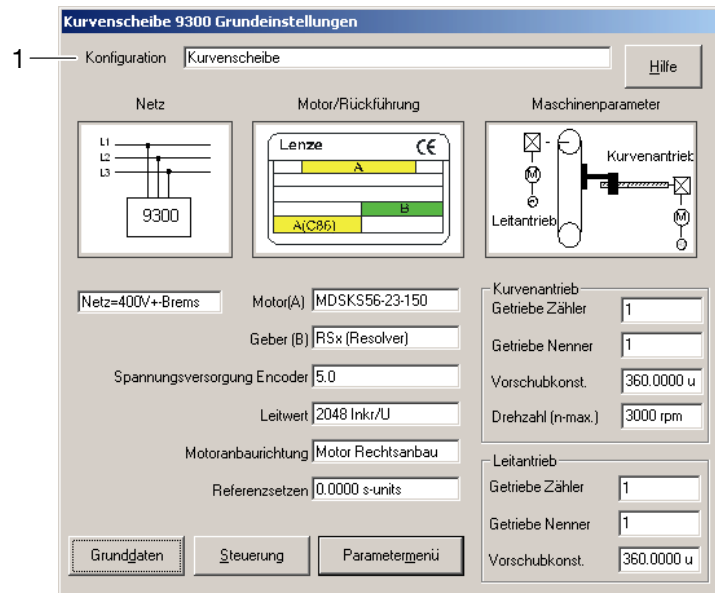 Kurvenscheibe 9300 Grundeinstellungen
1
Konfiguration Kurvenscheibe
Hilfe
Netz
Motor/Rückführung
Maschinenparameter
L1
L2
L3
9300
Lenze CE
A
B
A(C86)
Kurvenantrieb
Leitantrieb
M
M
Netz=400V+-Brems
Motor(A) MDSKS56-23-150
Geber (B) RSx (Resolver)
Spannungsversorgung Encoder 5.0
Leitwert 2048 Inkr/U
Motoranbaurichtung Motor Rechtsanbau
Referenzsetzen 0.0000 s-units
Kurvenantrieb
Getriebe Zähler 1
Getriebe Nenner 1
Vorschubkonst. 360.0000 u
Drehzahl (n-max.) 3000 rpm
Leitantrieb
Getriebe Zähler 1
Getriebe Nenner 1
Vorschubkonst. 360.0000 u
Grunddaten
Steuerung
Parametermenü